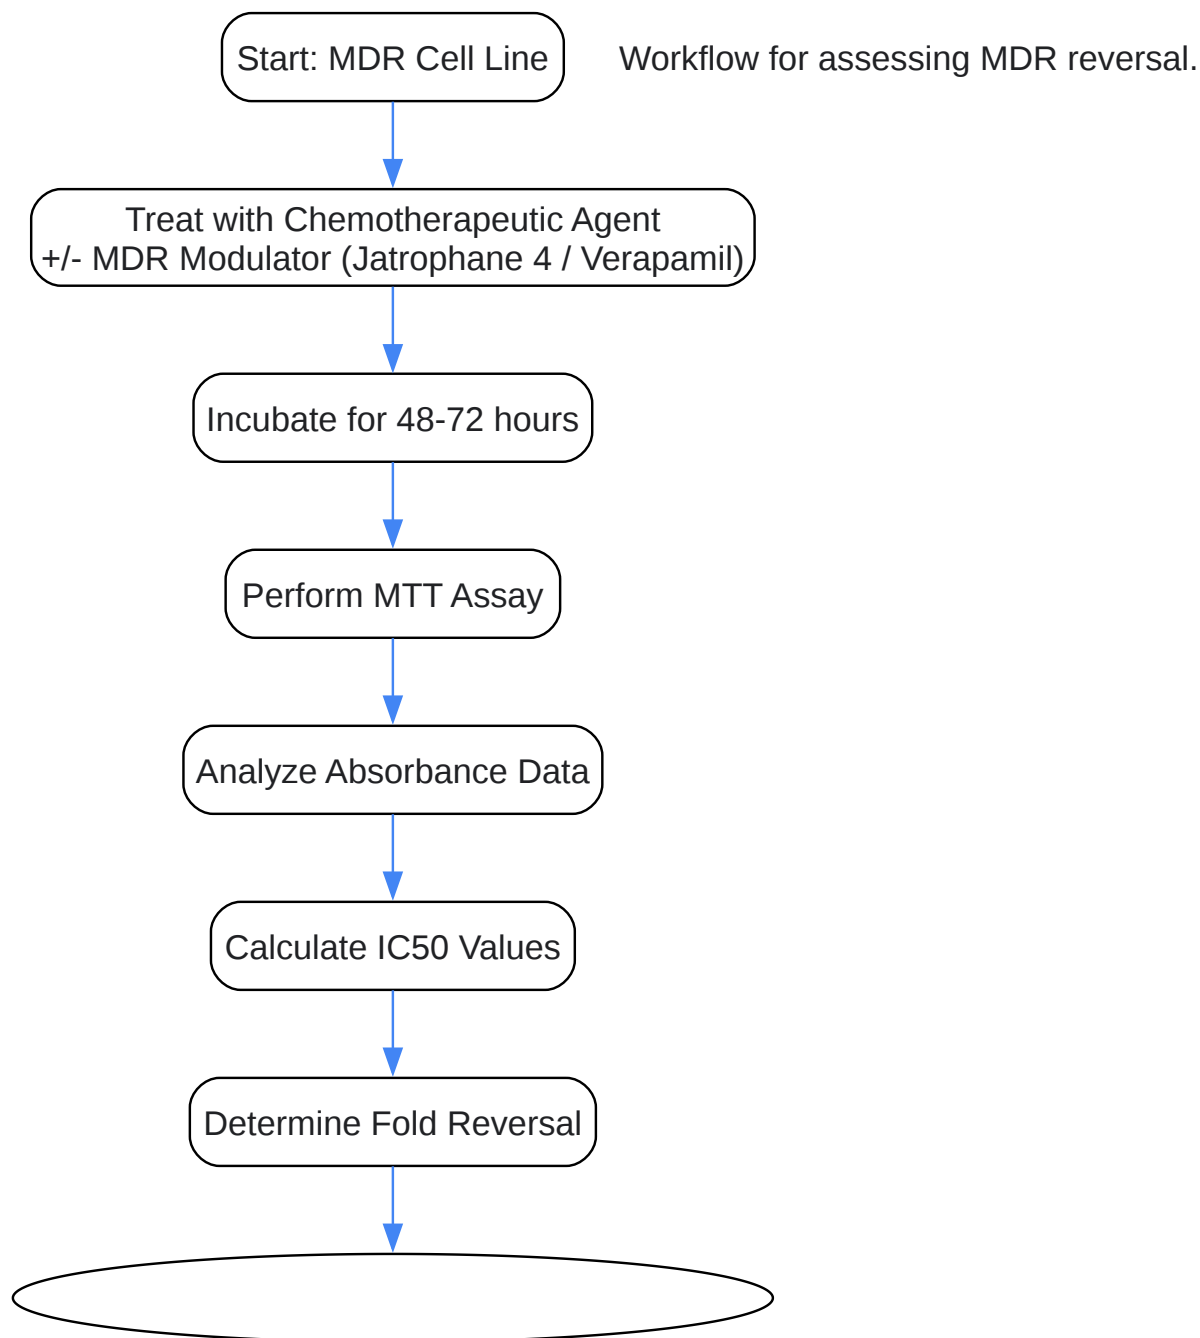 Start: MDR Cell Line
Workflow for assessing MDR reversal.
Treat with Chemotherapeutic Agent
+/- MDR Modulator (Jatrophane 4 / Verapamil)
Incubate for 48-72 hours
Perform MTT Assay
Analyze Absorbance Data
Calculate IC50 Values
Determine Fold Reversal